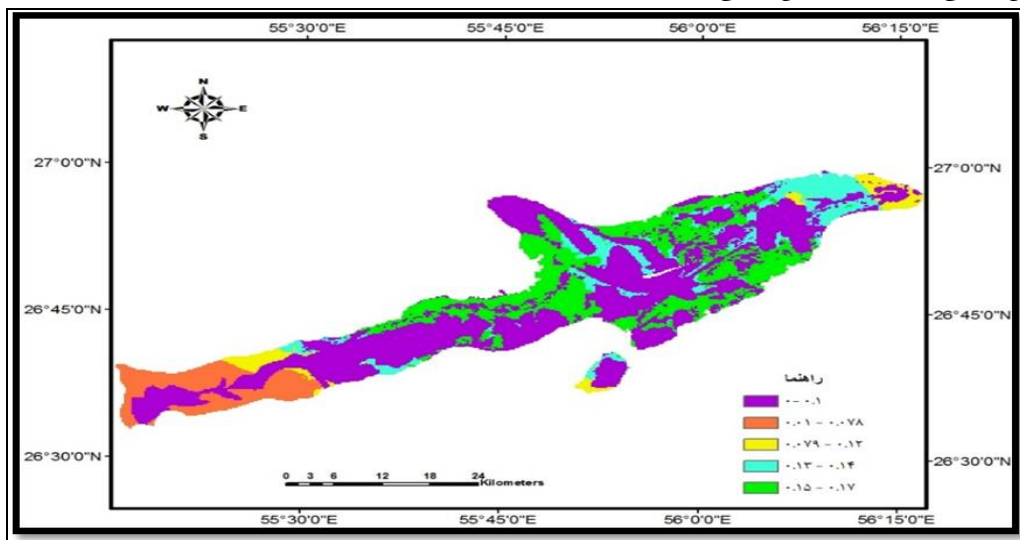 55°30'0"E 55°45'0"E 56°0'0"E 56°15'0"E
N
W E
S
27°0'0"N 27°0'0"N
26°45'0"N 26°45'0"N
راهنما
۰ - ۰.۱
۰.۰۱ - ۰.۰۷۸
۰.۰۷۹ - ۰.۱۲
۰.۱۳ - ۰.۱۴
۰.۱۵ - ۰.۱۷
26°30'0"N 26°30'0"N
0 3 6 12 18 24 Kilometers
55°30'0"E 55°45'0"E 56°0'0"E 56°15'0"E